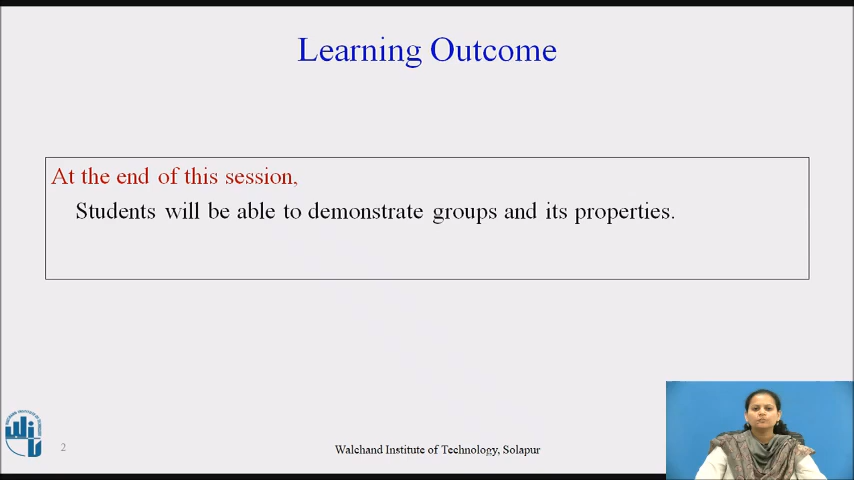 Learning Outcome
At the end of this session,
Students will be able to demonstrate groups and its properties.
2
Walchand Institute of Technology, Solapur